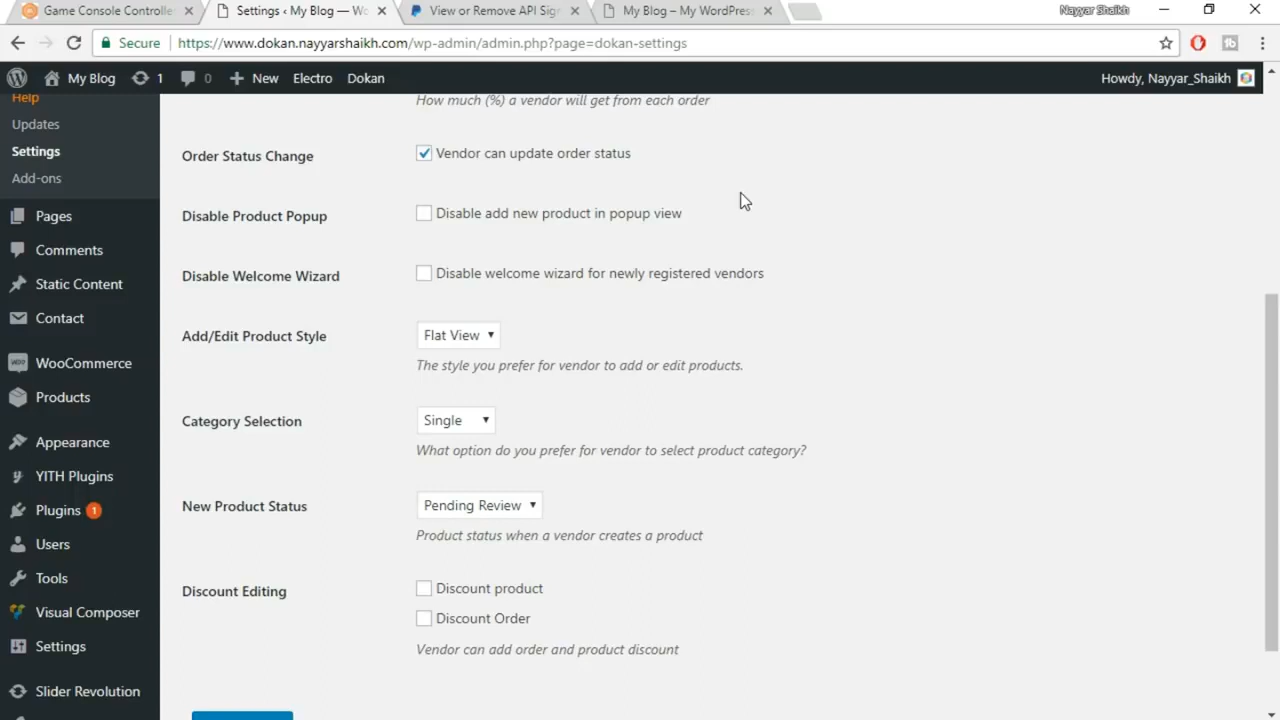 Game Console Controlle
Settings ‹ My Blog — Wo
View or Remove API Sig
My Blog – My WordPres
Nayyar Shaikh
Secure
https://www.dokan.nayyarshaikh.com/wp-admin/admin.php?page=dokan-settings
My Blog
1
0
New
Electro
Dokan
Howdy, Nayyar_Shaikh
Help
Updates
Settings
Add-ons
Pages
Comments
Static Content
Contact
WooCommerce
Products
Appearance
YITH Plugins
Plugins 1
Users
Tools
Visual Composer
Settings
Slider Revolution
How much (%) a vendor will get from each order
Order Status Change
Vendor can update order status
Disable Product Popup
Disable add new product in popup view
Disable Welcome Wizard
Disable welcome wizard for newly registered vendors
Add/Edit Product Style
Flat View
The style you prefer for vendor to add or edit products.
Category Selection
Single
What option do you prefer for vendor to select product category?
New Product Status
Pending Review
Product status when a vendor creates a product
Discount Editing
Discount product
Discount Order
Vendor can add order and product discount